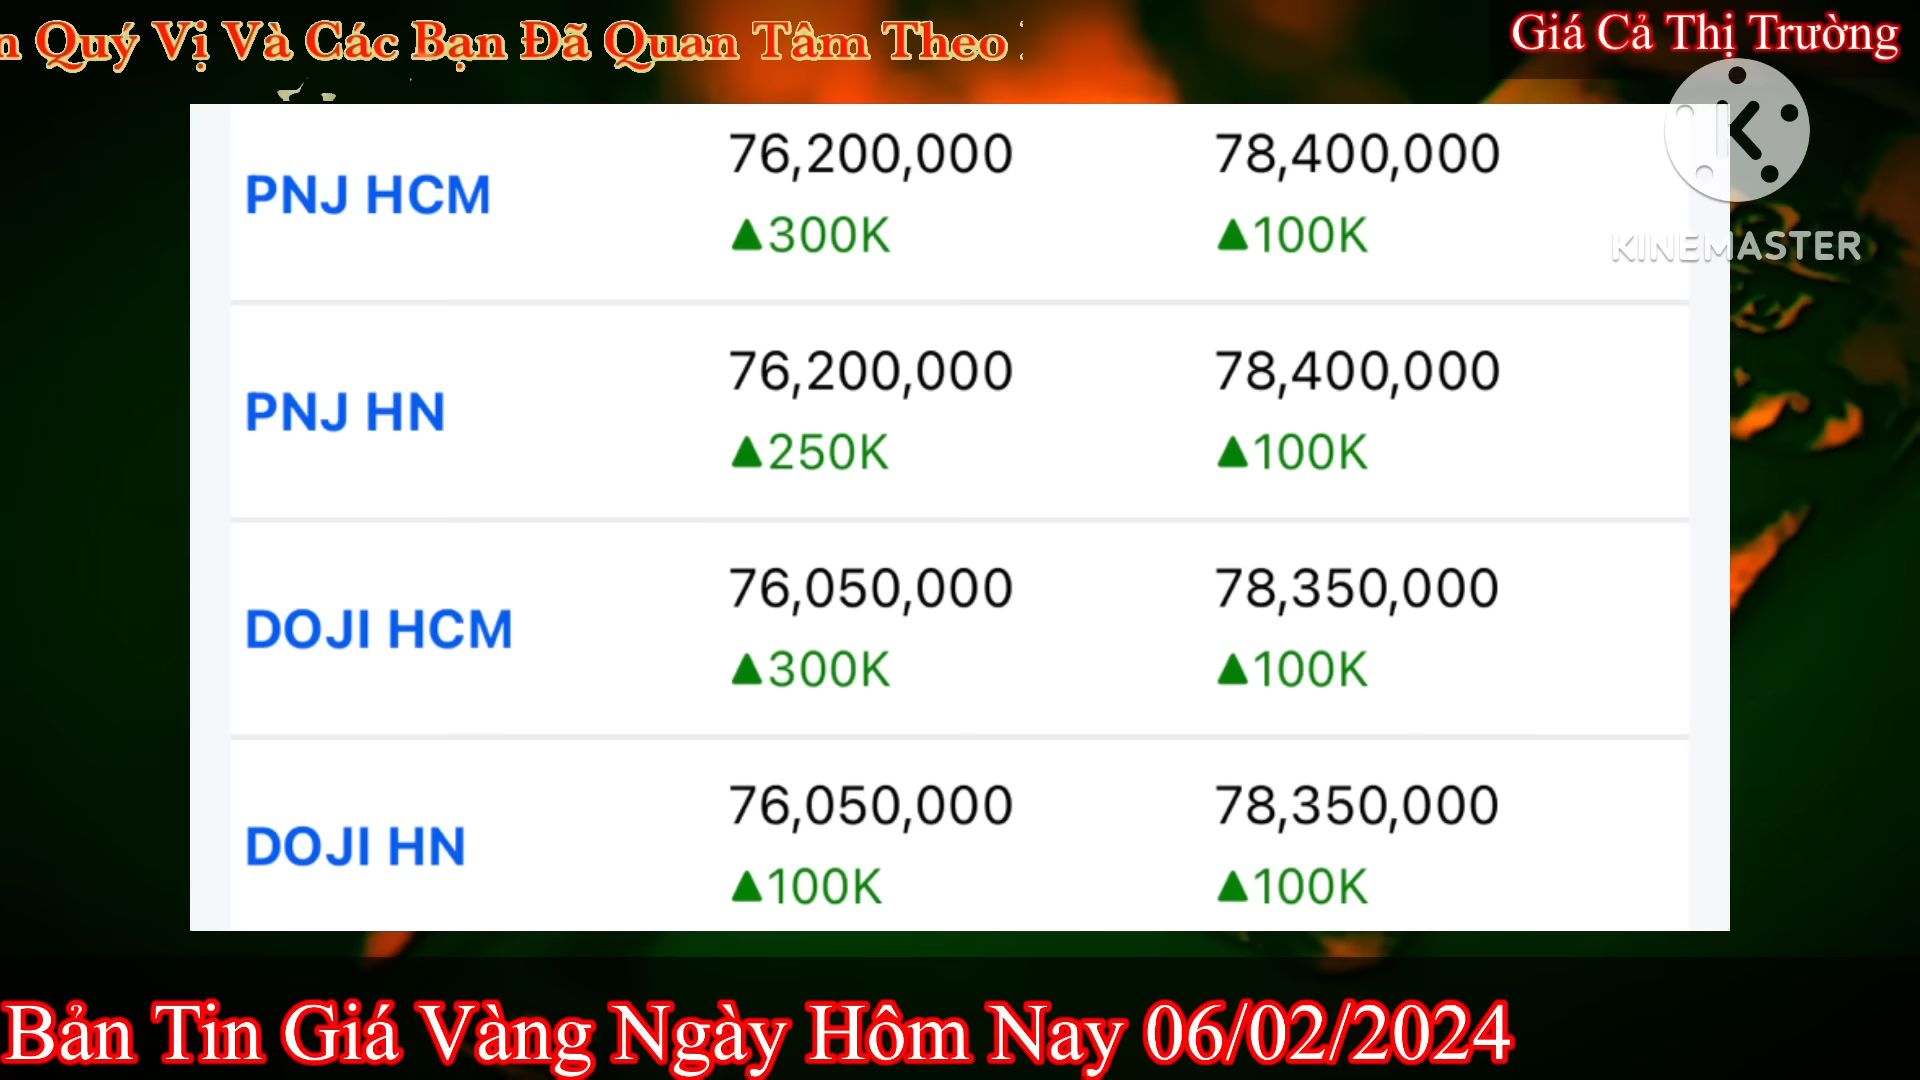 Quý Vị Và Các Bạn Đã Quan Tâm Theo
Giá Cả Thị Trường
K
KINEMASTER
PNJ HCM 76,200,000 78,400,000
▲300K ▲100K
PNJ HN 76,200,000 78,400,000
▲250K ▲100K
DOJI HCM 76,050,000 78,350,000
▲300K ▲100K
DOJI HN 76,050,000 78,350,000
▲100K ▲100K
Bản Tin Giá Vàng Ngày Hôm Nay 06/02/2024